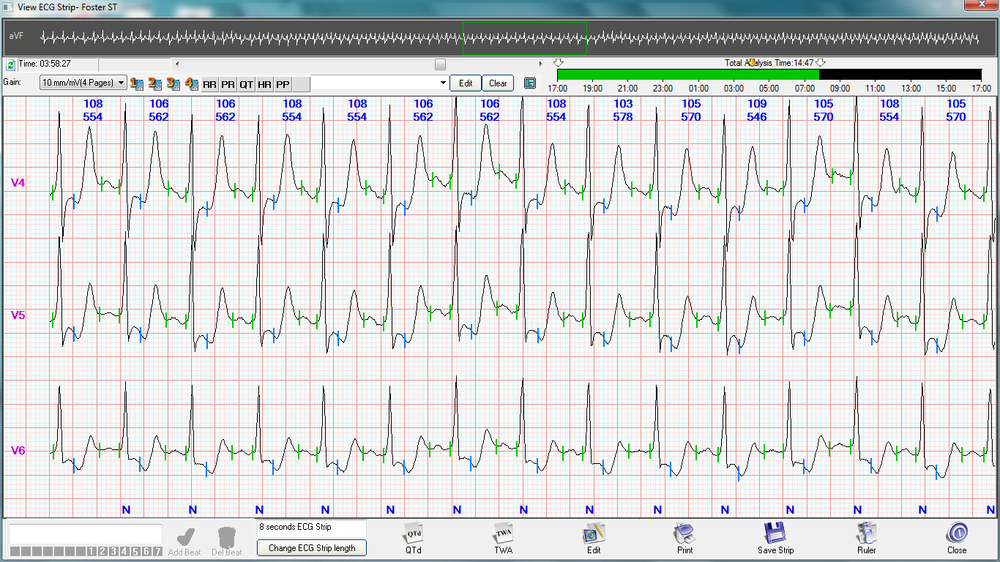 View ECG Strip- Foster ST
aVF
Time: 03:58:27
Total Analysis Time:14:47
Gain:
10 mm/mV(4 Pages)
1 2 3 4
RR PR QT HR PP
Edit Clear
17:00 19:00 21:00 23:00 01:00 03:00 05:00 07:00 09:00 11:00 13:00 15:00 17:00
108 106 106 108 108 106 106 108 103 105 109 105 108 105
554 562 562 554 554 562 562 554 578 570 546 570 554 570
V4
V5
V6
N N N N N N N N N N N N N N
8 seconds ECG Strip
1 2 3 4 5 6 7
Add Beat
Del Beat
Change ECG Strip length
QTd
QTd
TWA
TWA
Edit
Print
Save Strip
Ruler
Close